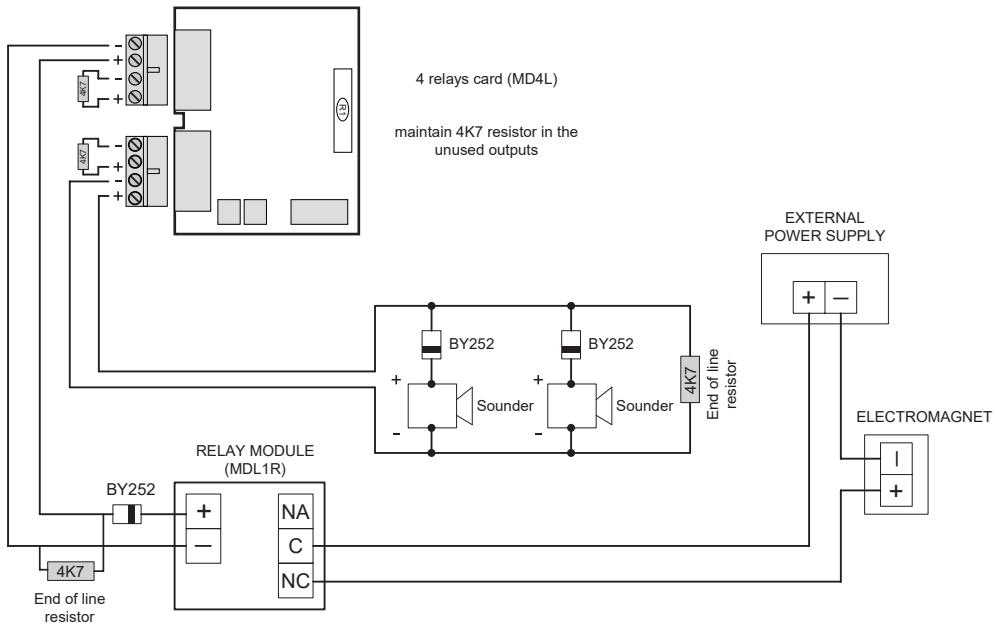 -
+
-
+
4K7
-
+
-
+
4K7
R1
4 relays card (MD4L)
maintain 4K7 resistor in the
unused outputs
EXTERNAL
POWER SUPPLY
+ –
BY252
BY252
+
Sounder
-
+
Sounder
-
4K7
End of line
resistor
ELECTROMAGNET
–
+
RELAY MODULE
(MDL1R)
BY252
+
–
NA
C
NC
4K7
End of line
resistor